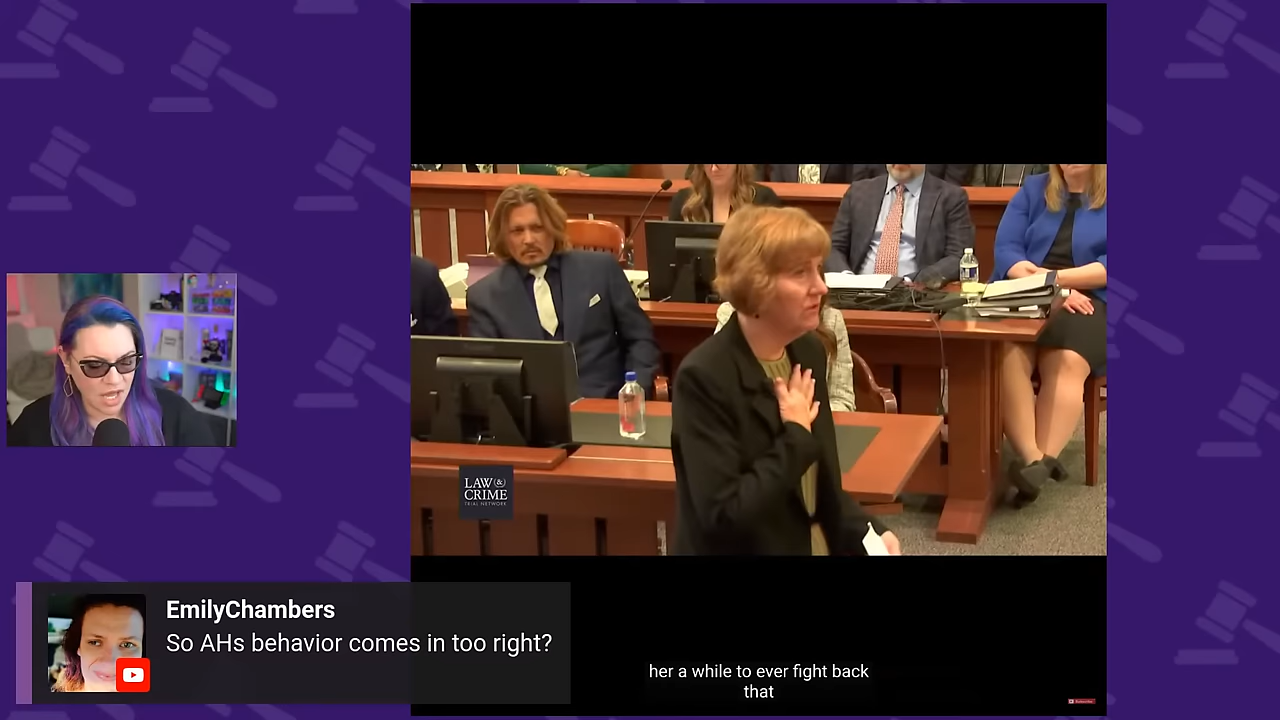 LAW &
CRIME
TRIAL NETWORK
EmilyChambers
So AHs behavior comes in too right?
her a while to ever fight back
that